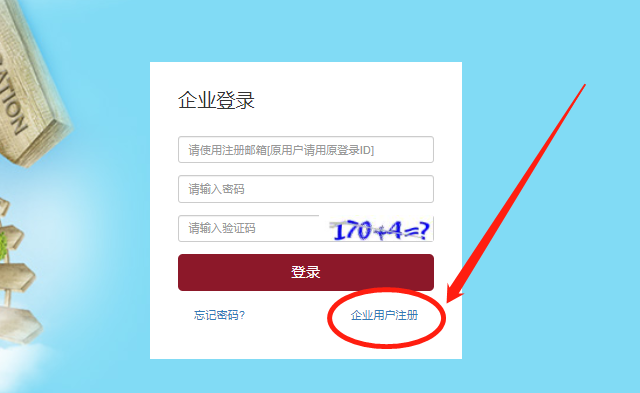 RATION
企业登录
请使用注册邮箱[原用户请用原登录ID]
请输入密码
请输入验证码
170+4=?
登录
忘记密码?
企业用户注册